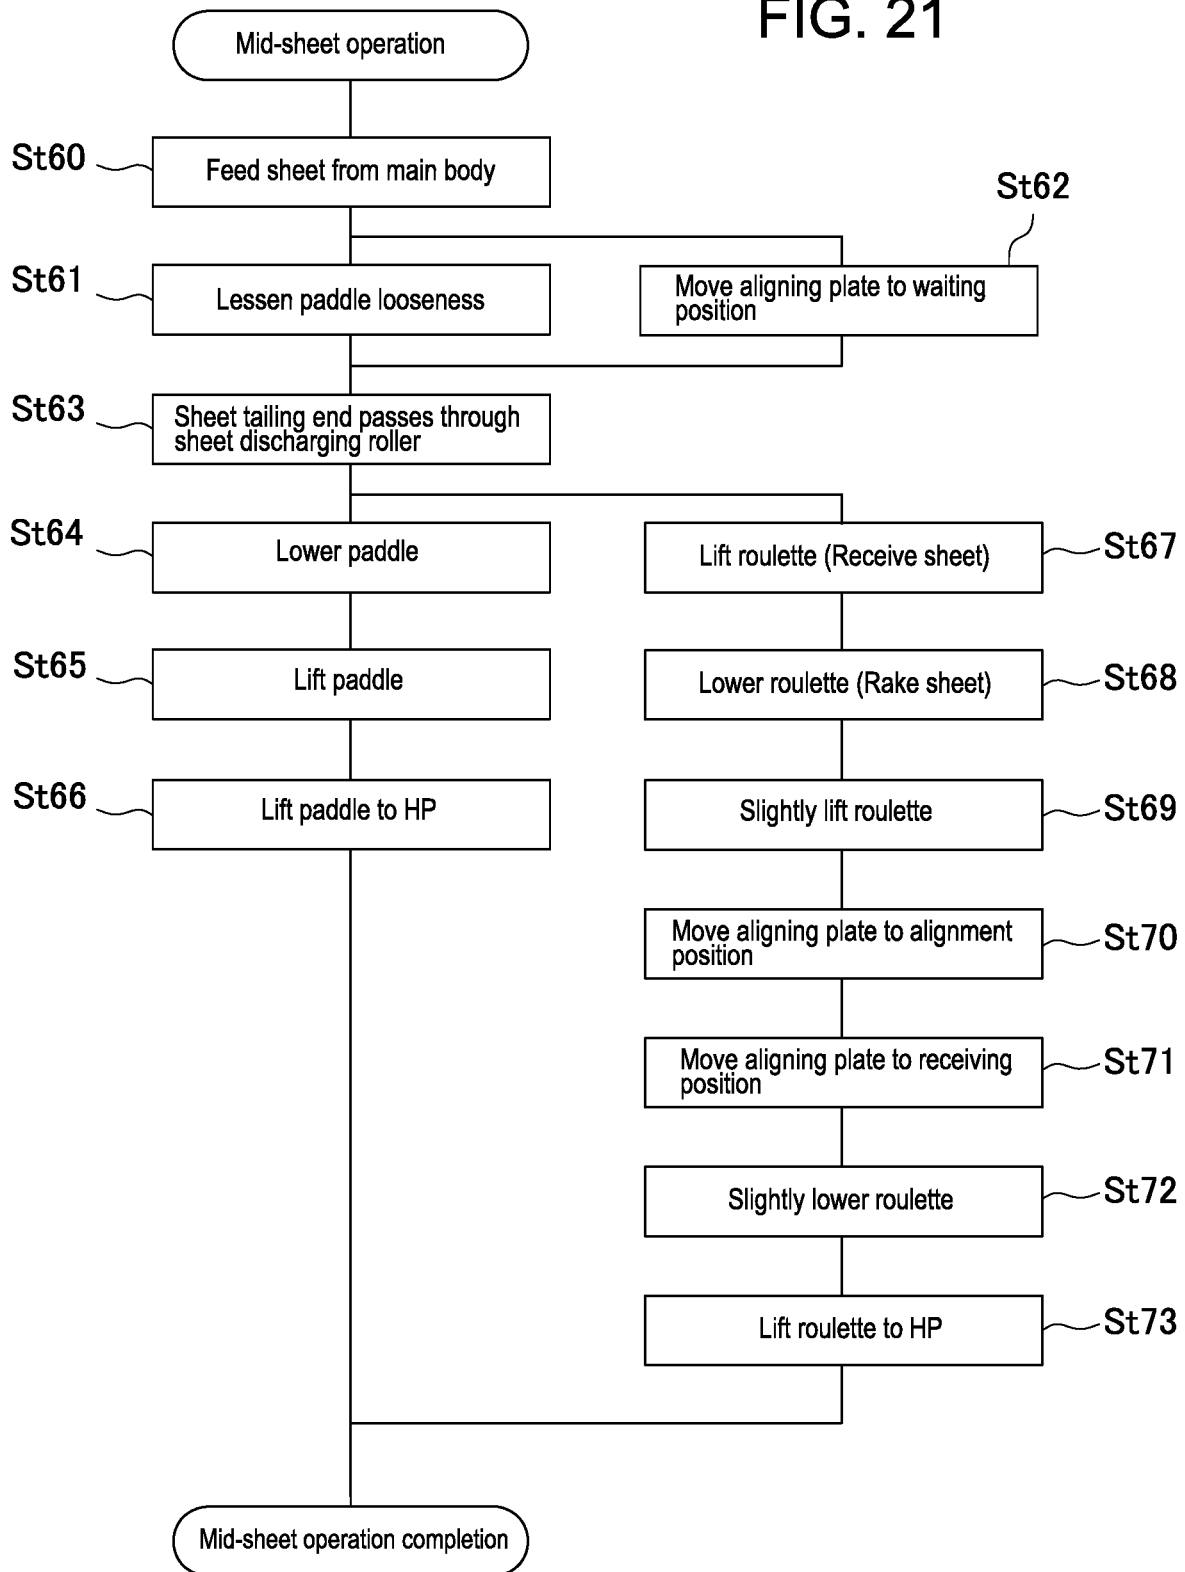 FIG. 21
Mid-sheet operation
St60
Feed sheet from main body
St62
St61
Lessen paddle looseness
Move aligning plate to waiting
position
St63
Sheet tailing end passes through
sheet discharging roller
St64
Lower paddle
Lift roulette (Receive sheet)
St67
St65
Lift paddle
Lower roulette (Rake sheet)
St68
St66
Lift paddle to HP
Slightly lift roulette
St69
Move aligning plate to alignment
position
St70
Move aligning plate to receiving
position
St71
Slightly lower roulette
St72
Lift roulette to HP
St73
Mid-sheet operation completion